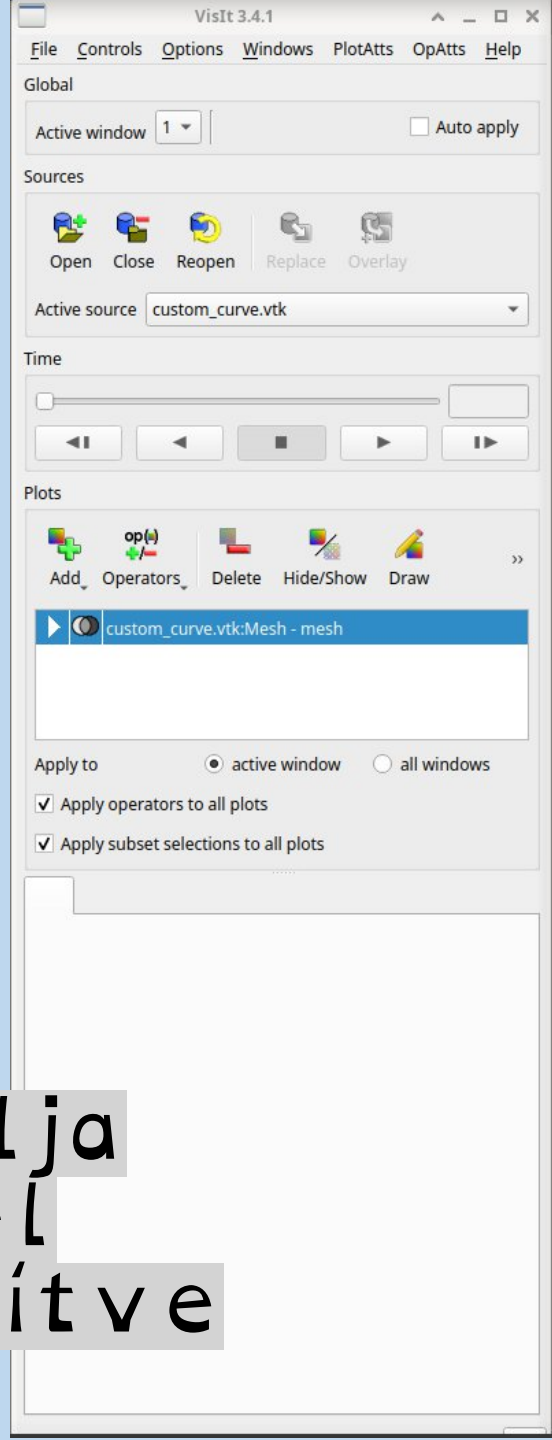 VisIt 3.4.1
File Controls Options Windows PlotAtts OpAtts Help
Global
Active window 1 Auto apply
Sources
Open Close Reopen Replace Overlay
Active source custom_curve.vtk
Time
Plots
op( )
+/-
Add Operators Delete Hide/Show Draw »
custom_curve.vtk:Mesh - mesh
Apply to active window all windows
Apply operators to all plots
Apply subset selections to all plots
ja
ítve